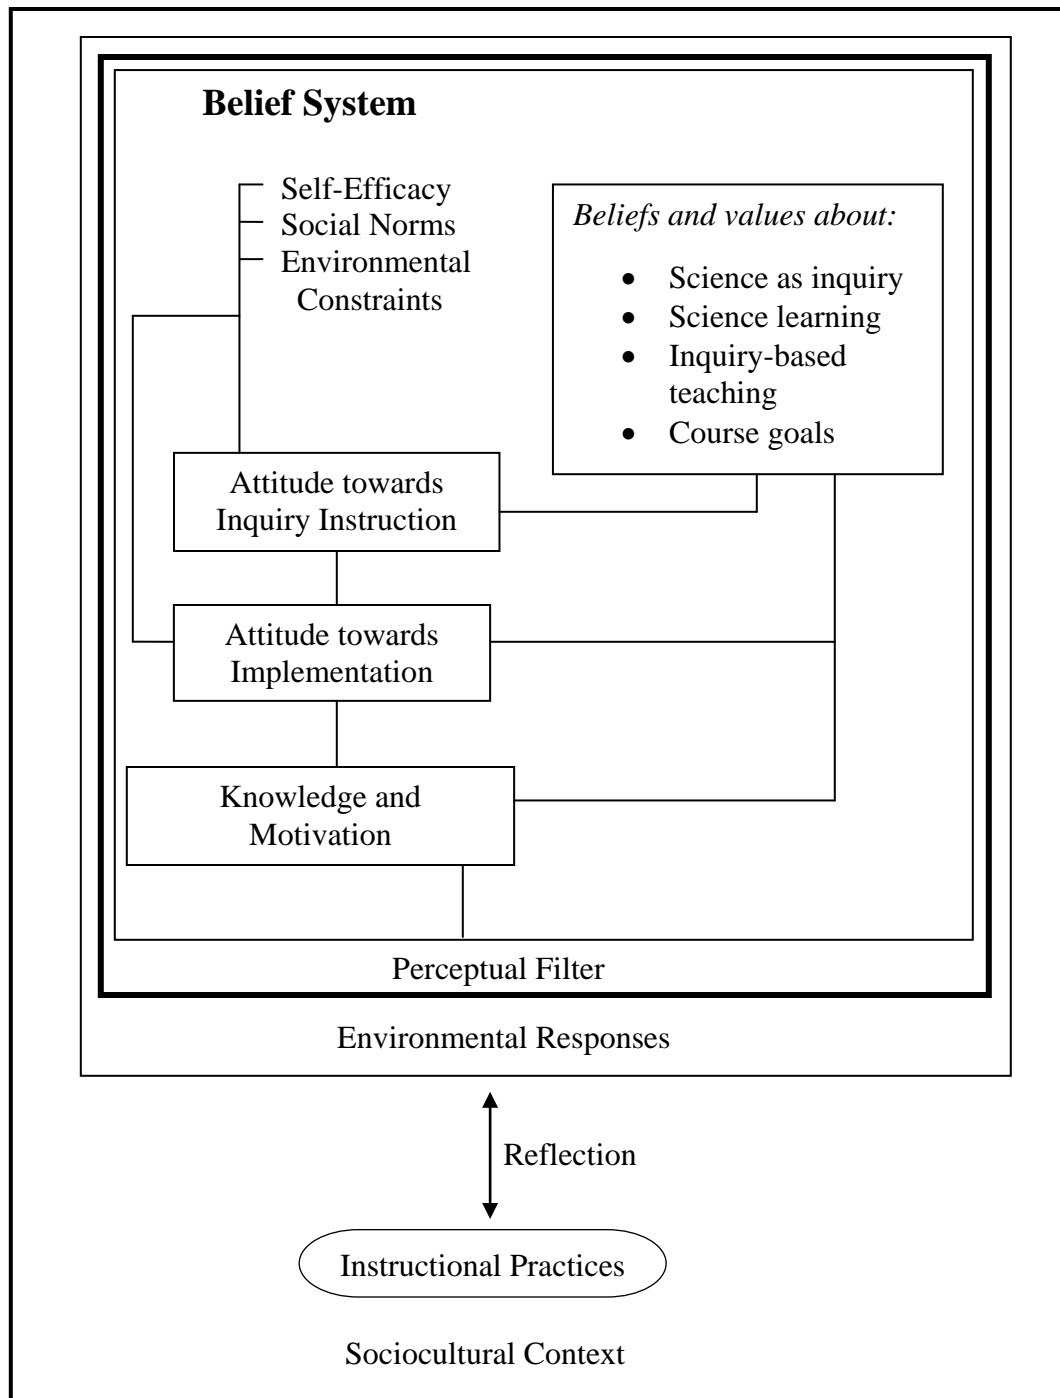 Belief System
Self-Efficacy
Social Norms
Environmental
Constraints
Beliefs and values about:
• Science as inquiry
• Science learning
• Inquiry-based
teaching
• Course goals
Attitude towards
Inquiry Instruction
Attitude towards
Implementation
Knowledge and
Motivation
Perceptual Filter
Environmental Responses
Reflection
Instructional Practices
Sociocultural Context